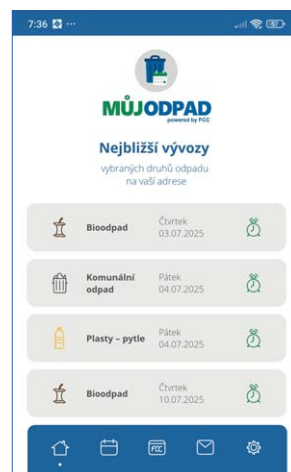 7:36
MŮJODPAD
powered by FCC
Nejbližší vývozy
vybraných druhů odpadu
na vaší adrese
Bioodpad
Čtvrtek
03.07.2025
Komunální
odpad
Pátek
04.07.2025
Plasty – pytle
Pátek
04.07.2025
Bioodpad
Čtvrtek
10.07.2025
FCC